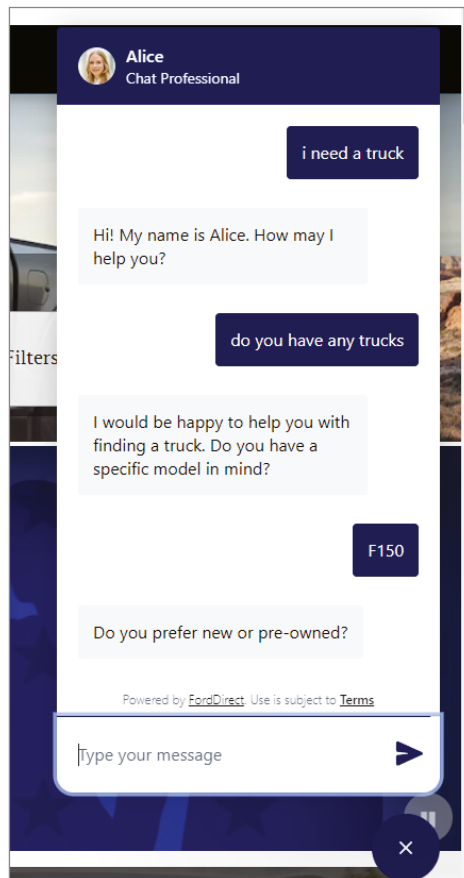 Alice
Chat Professional
i need a truck
Hi! My name is Alice. How may I
help you?
do you have any trucks
Filters
I would be happy to help you with
finding a truck. Do you have a
specific model in mind?
F150
Do you prefer new or pre-owned?
Powered by FordDirect. Use is subject to Terms
Type your message